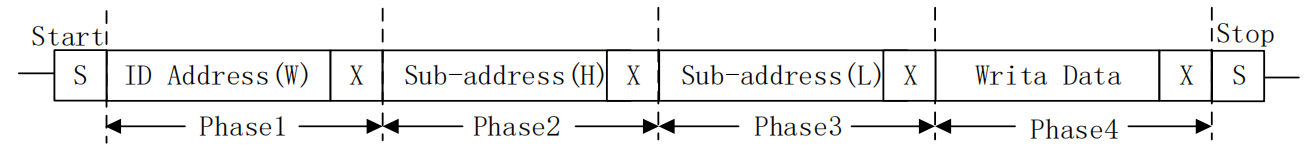 Start Stop
S ID Address(W) X Sub-address(H) X Sub-address(L) X Writa Data X S
Phase1 Phase2 Phase3 Phase4